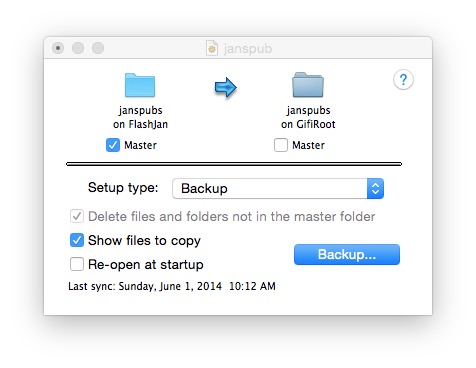 janspub
?
janspubs janspubs
on FlashJan on GifiRoot
Master Master
Setup type: Backup
Delete files and folders not in the master folder
Show files to copy
Re-open at startup
Backup...
Last sync: Sunday, June 1, 2014 10:12 AM